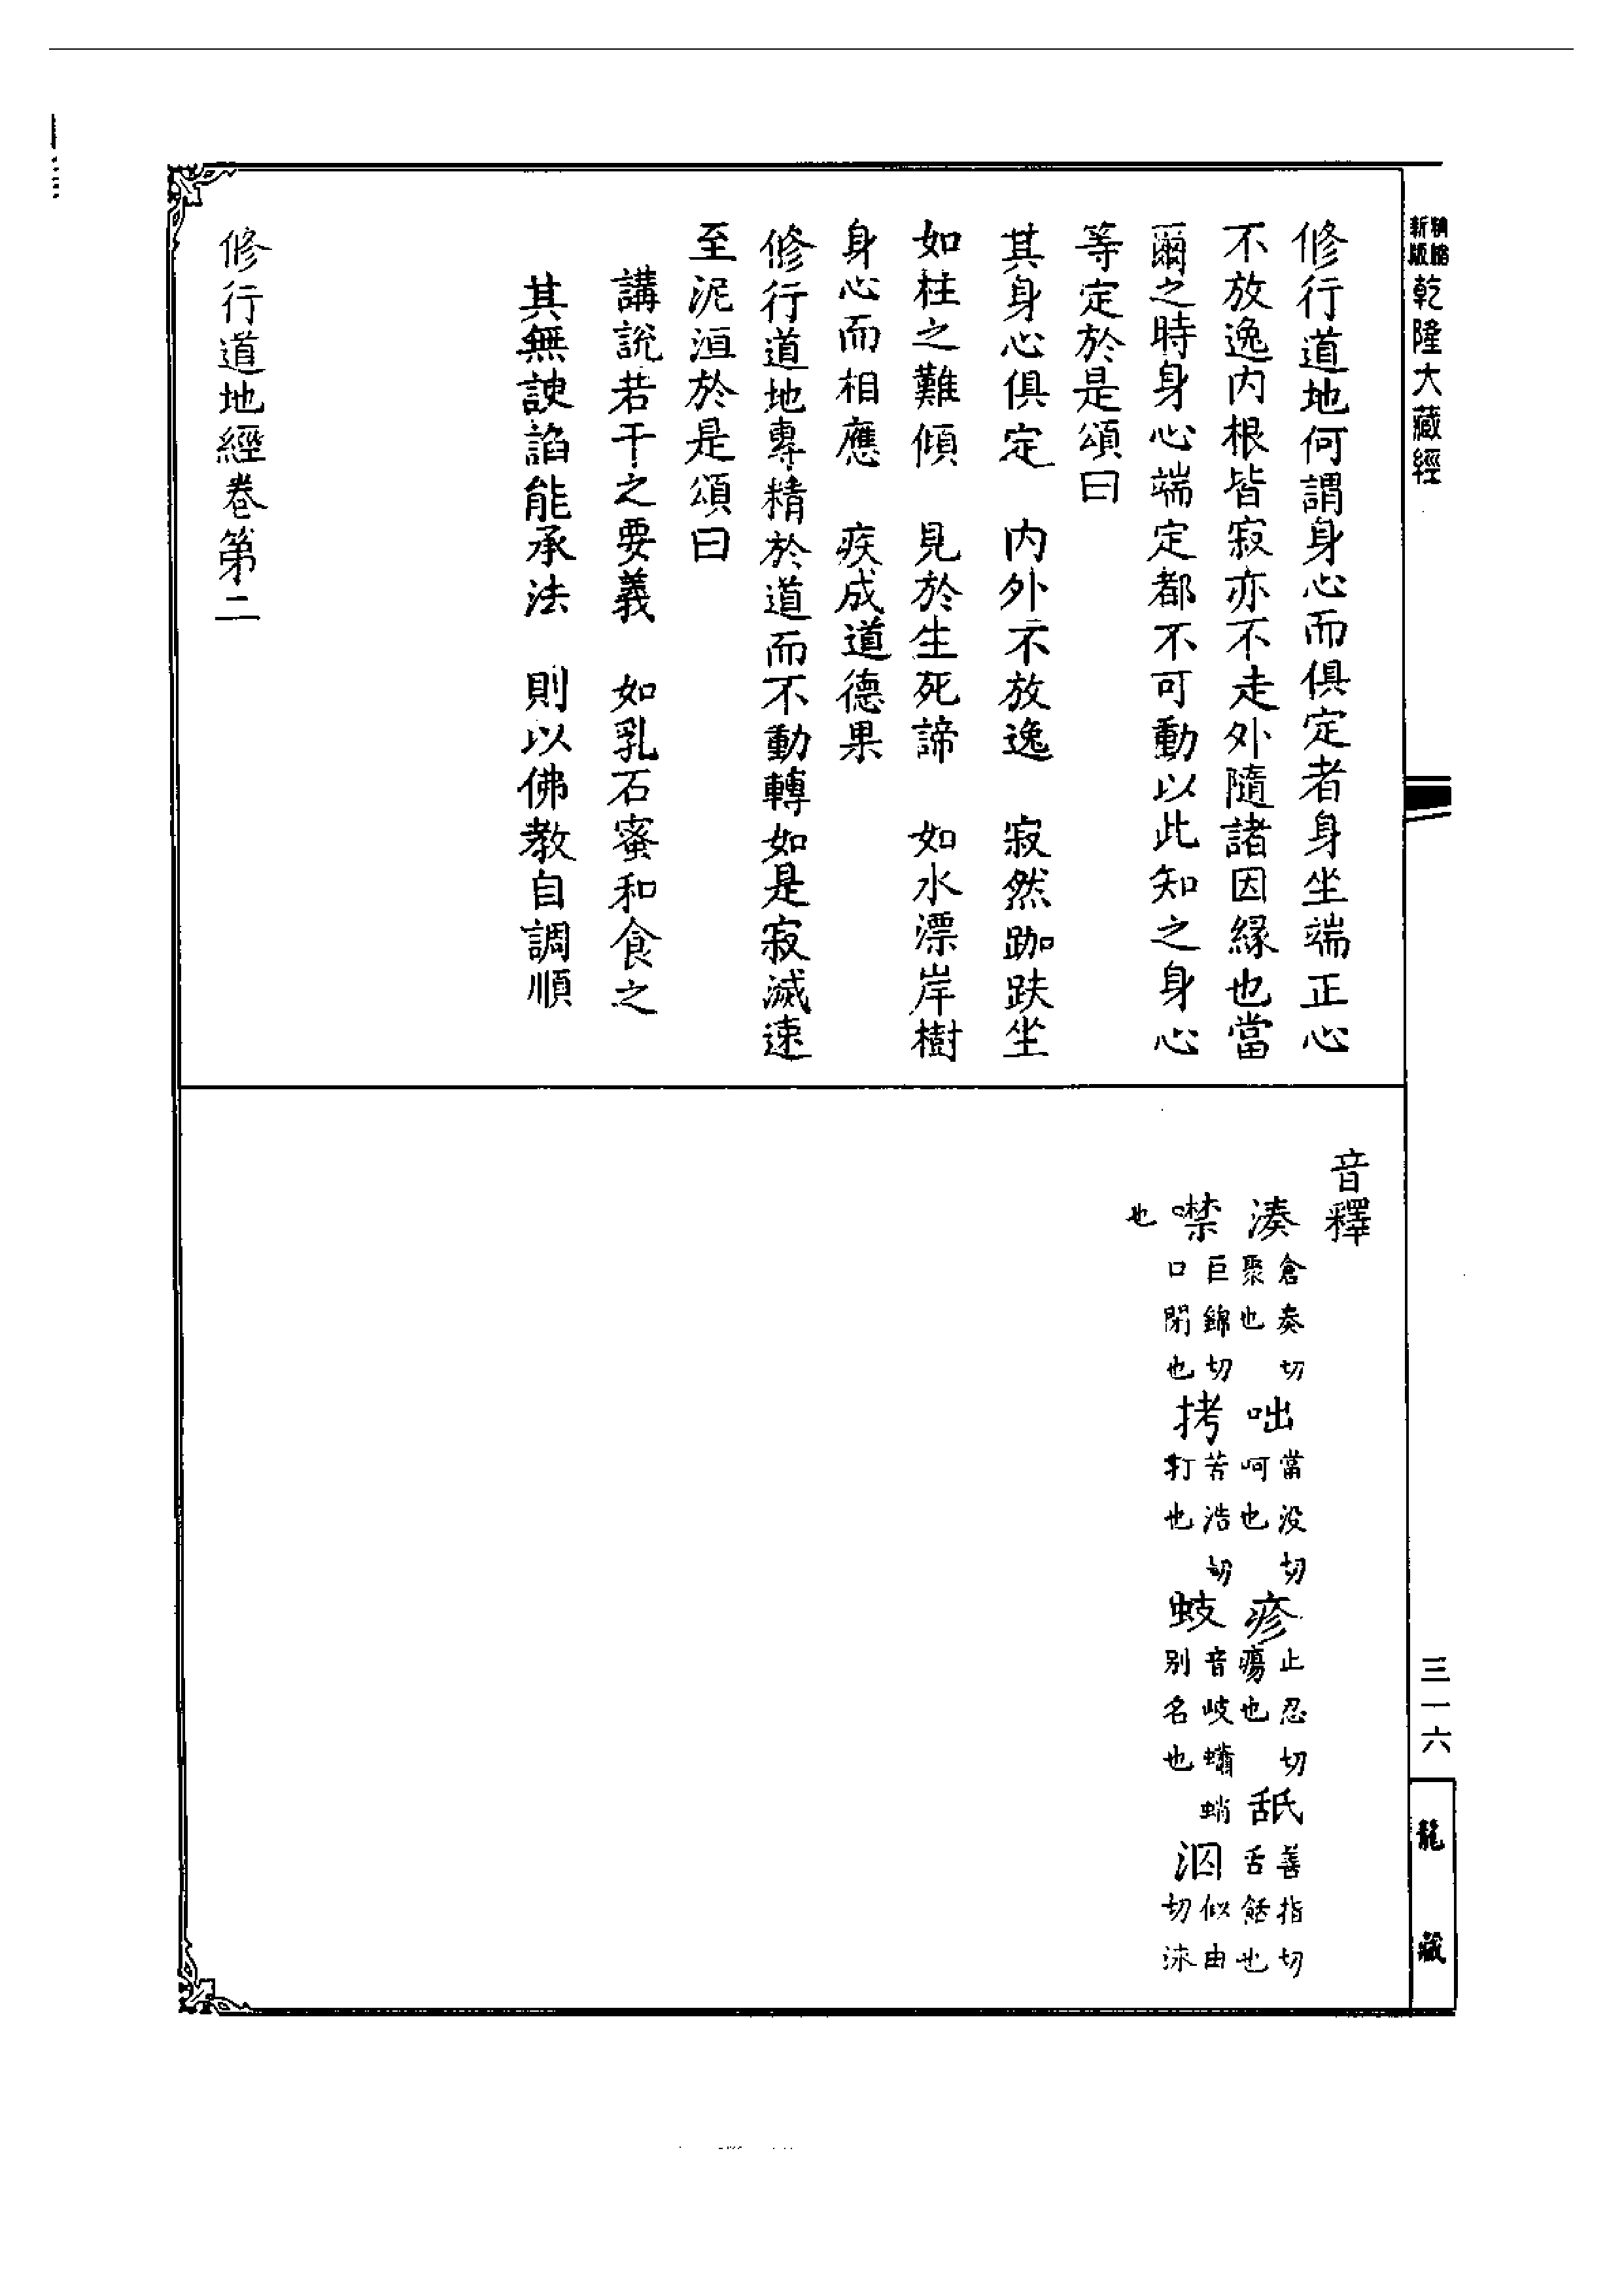 新版
精縮
乾隆大藏經
三一六
龍藏
修行道地何謂身心而俱定者身坐端正心
不放逸内根皆寂亦不走外隨諸因緣也當
爾之時身心端定都不可動以此知之身心
等定於是頌曰
其身心俱定　内外不放逸　寂然跏趺坐
如柱之難傾　見於生死諦　如水漂岸樹
身心而相應　疾成道德果
修行道地專精於道而不動轉如是寂滅速
至泥洹於是頌曰
講說若干之要義　如乳石蜜和食之
其無諛諂能承法　則以佛教自調順
修行道地經卷第二
音釋
湊倉奏切聚也　咄當没切呵也　疹止忍切瘍也　舐善指切舌餂也
噤巨錦切口閉也　拷苦浩切打也　蚑音岐蠨蛸别名也　泅似由切浮
也